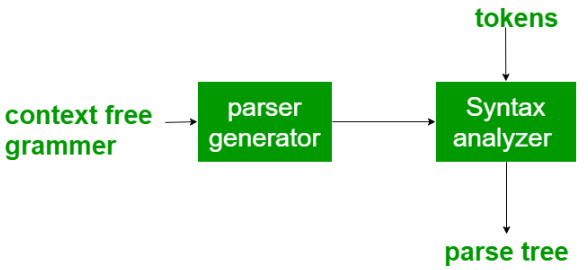 tokens
context free
grammer
parser
generator
Syntax
analyzer
parse tree